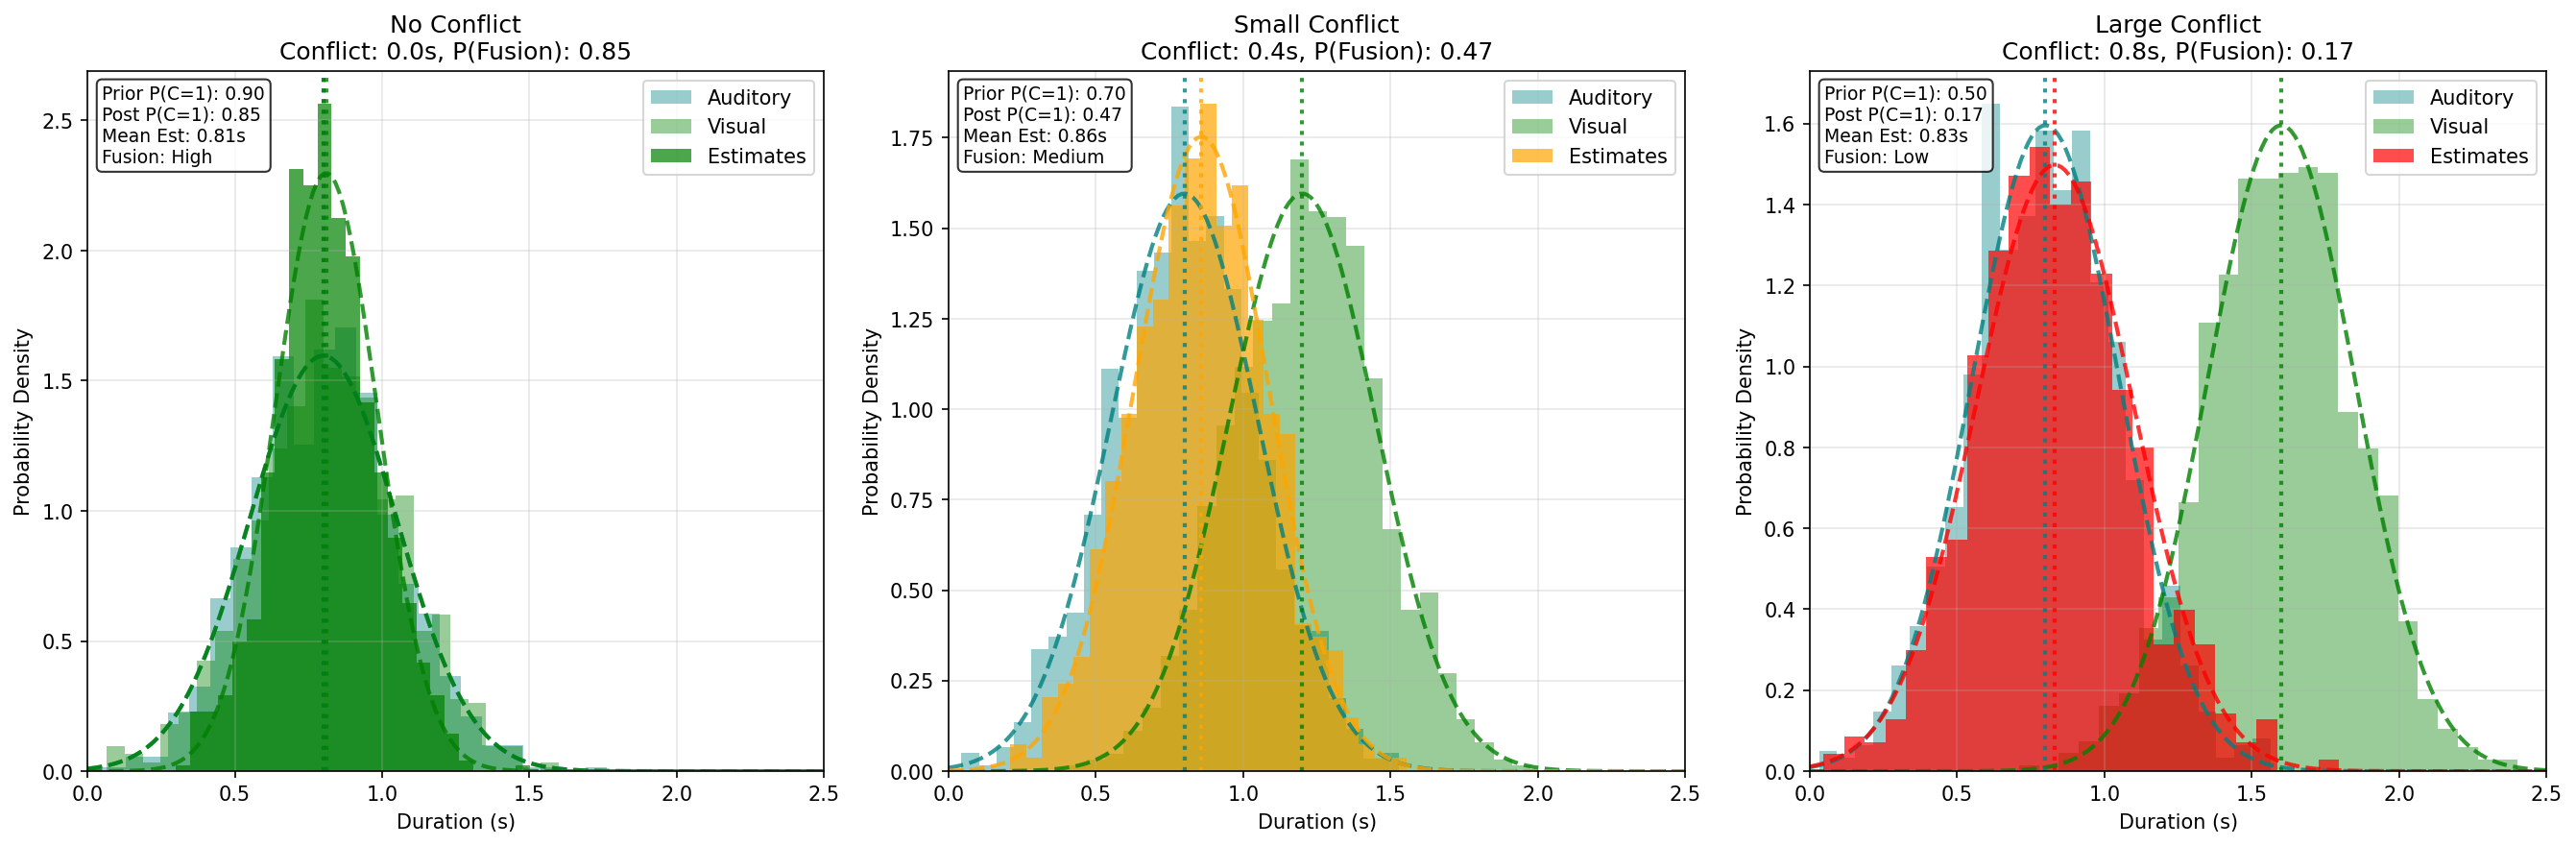 No Conflict
Conflict: 0.0s, P(Fusion): 0.85
Prior P(C=1): 0.90
Post P(C=1): 0.85
Mean Est: 0.81s
Fusion: High
Auditory
Visual
Estimates
Probability Density
2.5
2.0
1.5
1.0
0.5
0.0
0.0 0.5 1.0 1.5 2.0 2.5
Duration (s)
Small Conflict
Conflict: 0.4s, P(Fusion): 0.47
Prior P(C=1): 0.70
Post P(C=1): 0.47
Mean Est: 0.86s
Fusion: Medium
Auditory
Visual
Estimates
Probability Density
1.75
1.50
1.25
1.00
0.75
0.50
0.25
0.00
0.0 0.5 1.0 1.5 2.0 2.5
Duration (s)
Large Conflict
Conflict: 0.8s, P(Fusion): 0.17
Prior P(C=1): 0.50
Post P(C=1): 0.17
Mean Est: 0.83s
Fusion: Low
Auditory
Visual
Estimates
Probability Density
1.6
1.4
1.2
1.0
0.8
0.6
0.4
0.2
0.0
0.0 0.5 1.0 1.5 2.0 2.5
Duration (s)